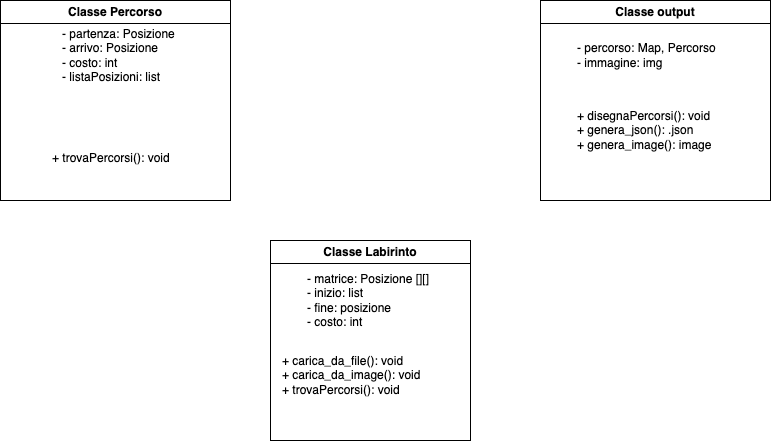 Classe Percorso
- partenza: Posizione
- arrivo: Posizione
- costo: int
- listaPosizioni: list
+ trovaPercorsi(): void
Classe output
- percorso: Map, Percorso
- immagine: img
+ disegnaPercorsi(): void
+ genera_json(): .json
+ genera_image(): image
Classe Labirinto
- matrice: Posizione [][]
- inizio: list
- fine: posizione
- costo: int
+ carica_da_file(): void
+ carica_da_image(): void
+ trovaPercorsi(): void